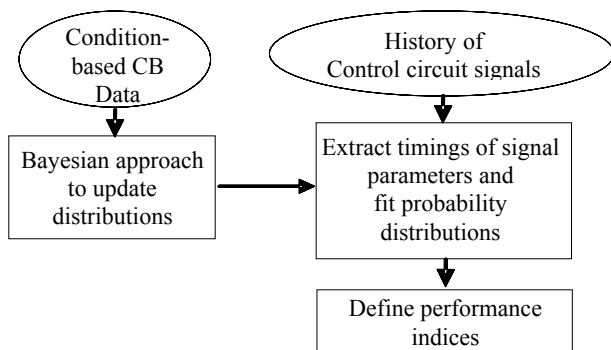 Condition-
based CB
Data
History of
Control circuit signals
Bayesian approach
to update
distributions
Extract timings of signal
parameters and
fit probability
distributions
Define performance
indices